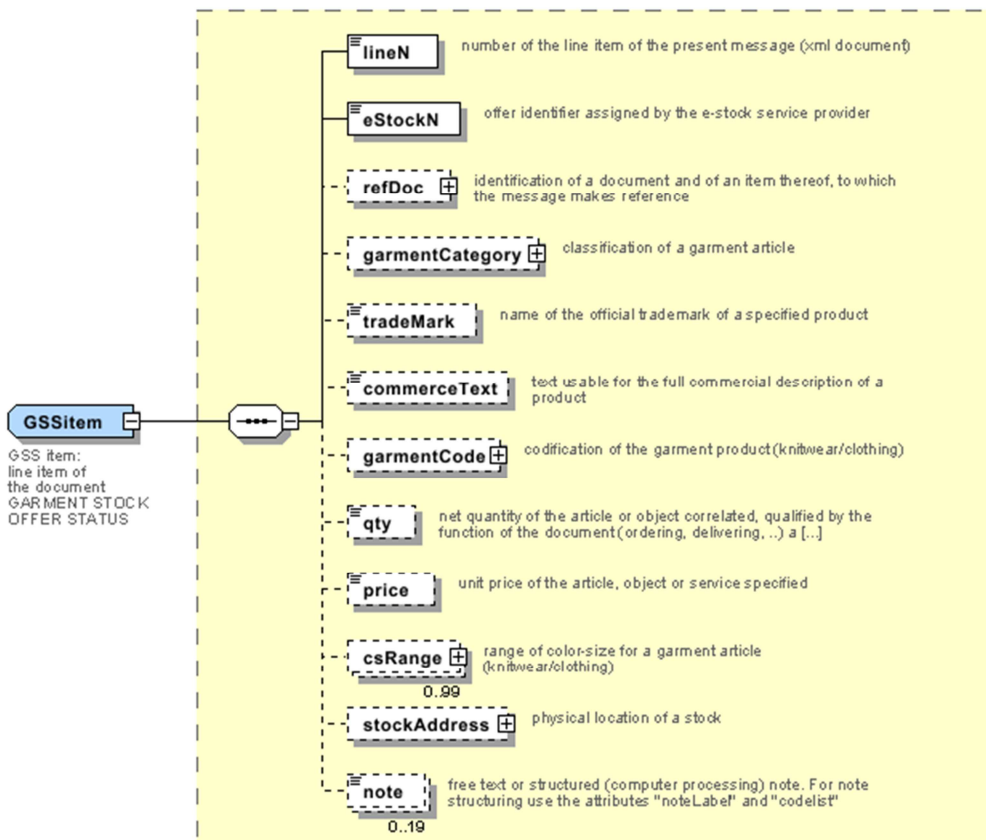 lineN
number of the line item of the present message (xml document)
eStockN
offer identifier assigned by the e-stock service provider
refDoc
identification of a document and of an item thereof, to which
the message makes reference
garmentCategory
classification of a garment article
tradeMark
name of the official trademark of a specified product
commerceText
text usable for the full commercial description of a
product
GSSitem
GSS item:
line item of
the document
GARMENT STOCK
OFFER STATUS
garmentCode
codification of the garment product (knitwear/clothing)
qty
net quantity of the article or object correlated, qualified by the
function of the document (ordering, delivering, ..) a [...]
price
unit price of the article, object or service specified
csRange
range of color-size for a garment article
(knitwear/clothing)
0..99
stockAddress
physical location of a stock
note
free text or structured (computer processing) note. For note
structuring use the attributes "noteLabel" and "codelist"
0..19